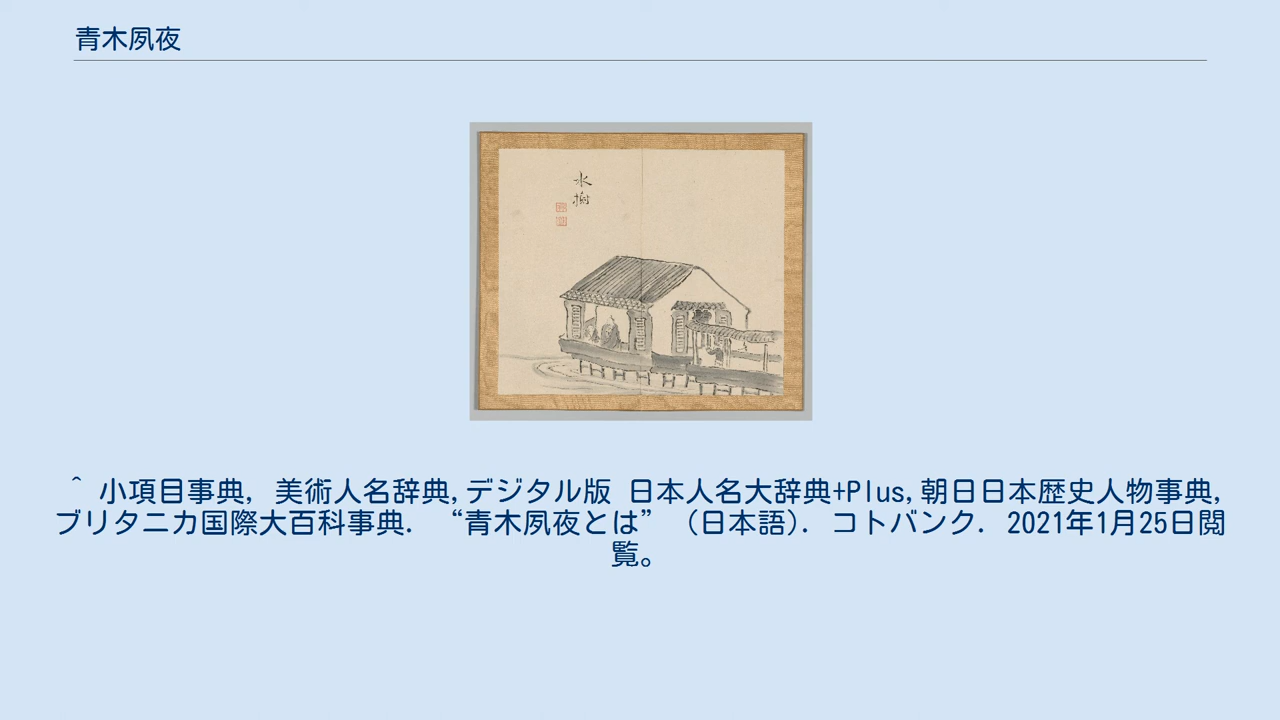 青木夙夜
水榭
^ 小項目事典, 美術人名辞典,デジタル版 日本人名大辞典+Plus,朝日日本歴史人物事典,
ブリタニカ国際大百科事典. “青木夙夜とは” (日本語). コトバンク. 2021年1月25日閲
覧。